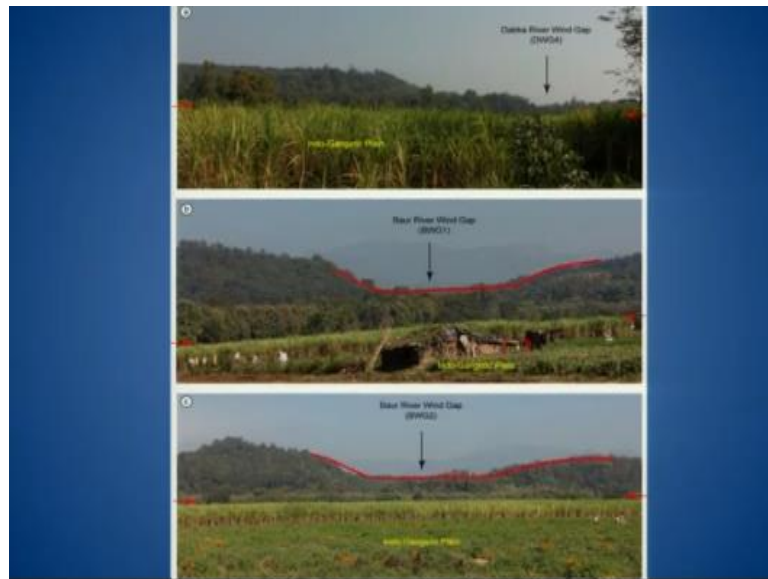 a
Dabka River Wind Gap
(DWG4)
Indo-Gangetic Plain
b
Baur River Wind Gap
(BWG1)
Indo-Gangetic Plain
c
Baur River Wind Gap
(BWG2)
Indo-Gangetic Plain